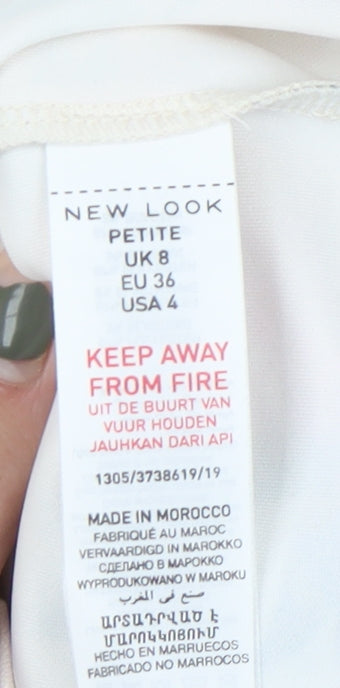 NEW LOOK
PETITE
UK 8
EU 36
USA 4
KEEP AWAY
FROM FIRE
UIT DE BUURT VAN
VUUR HOUDEN
JAUHKAN DARI API
1305/3738619/19
MADE IN MOROCCO
FABRIQUÉ AU MAROC
VERVAARDIGD IN MAROKKO
СДЕЛАНО В МАРОККО
WYPRODUKOWANO W MAROKU
صنع في المغرب
ԱՐՏԱԴՐՎԱԾ Է
ՄԱՐՈԿԿՈՅՈՒՄ
HECHO EN MARRUECOS
FABRICADO NO MARROCOS